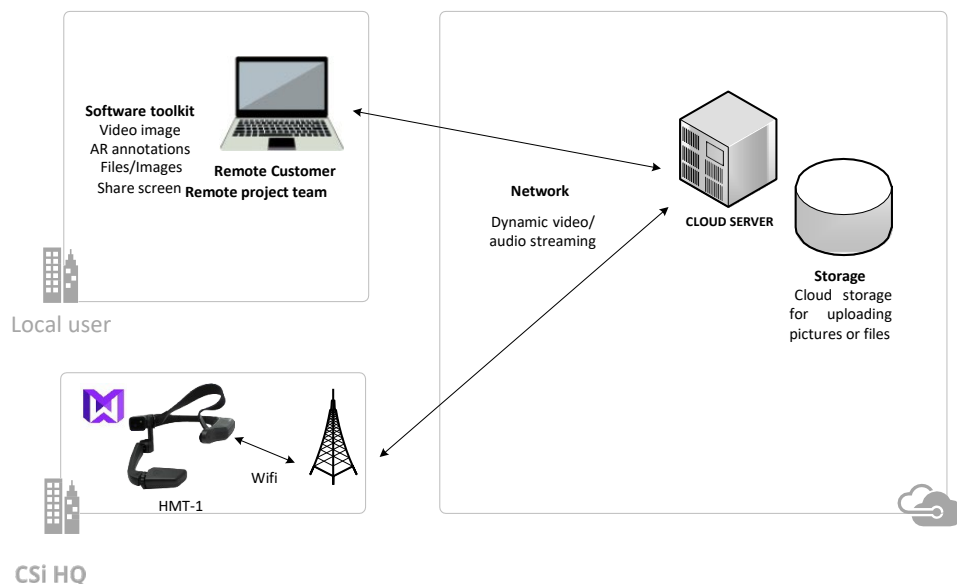 Software toolkit
Video image
AR annotations
Files/Images
Share screen
Remote Customer
Remote project team
Local user
Network
Dynamic video/
audio streaming
CLOUD SERVER
Storage
Cloud storage
for uploading
pictures or files
Wifi
HMT-1
CSi HQ